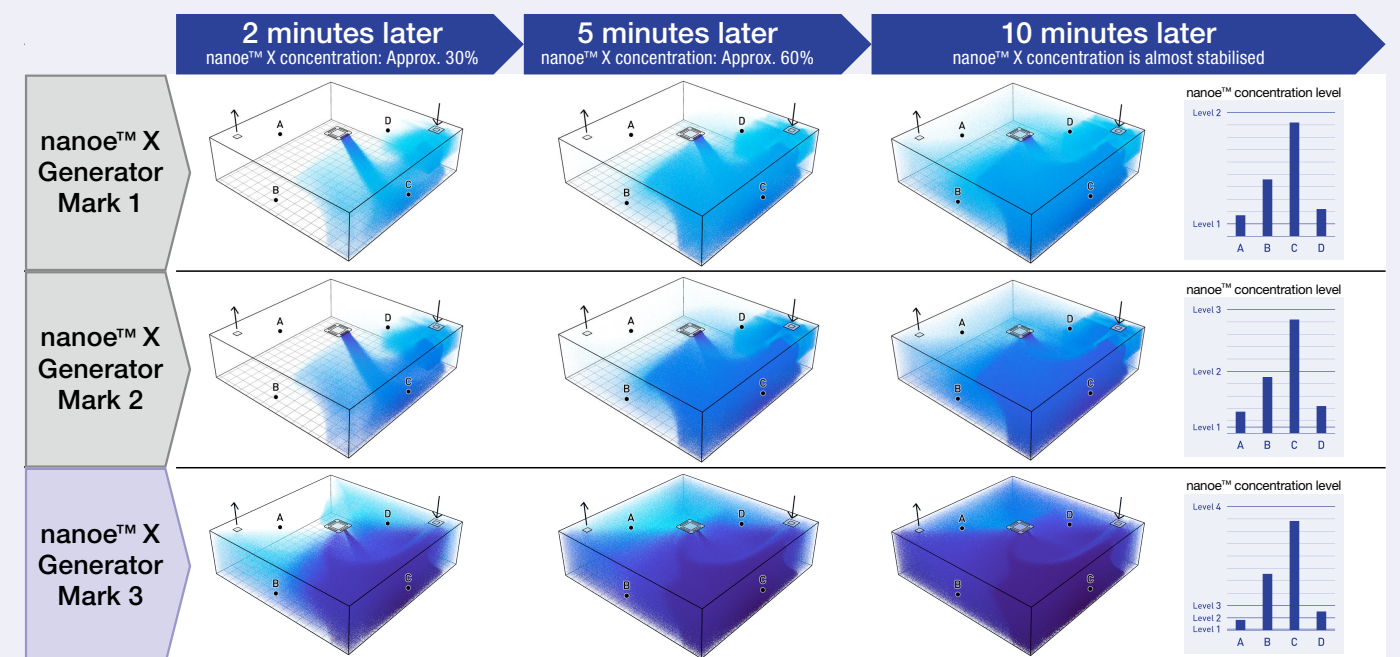 2 minutes later
nanoe™ X concentration: Approx. 30%
5 minutes later
nanoe™ X concentration: Approx. 60%
10 minutes later
nanoe™ X concentration is almost stabilised
nanoe™ X
Generator
Mark 1
A
B
C
D
A
B
C
D
A
B
C
D
nanoe™ concentration level
Level 2
Level 1
A B C D
nanoe™ X
Generator
Mark 2
A
B
C
D
A
B
C
D
A
B
C
D
nanoe™ concentration level
Level 3
Level 2
Level 1
A B C D
nanoe™ X
Generator
Mark 3
A
B
C
D
A
B
C
D
A
B
C
D
nanoe™ concentration level
Level 4
Level 3
Level 2
Level 1
A B C D